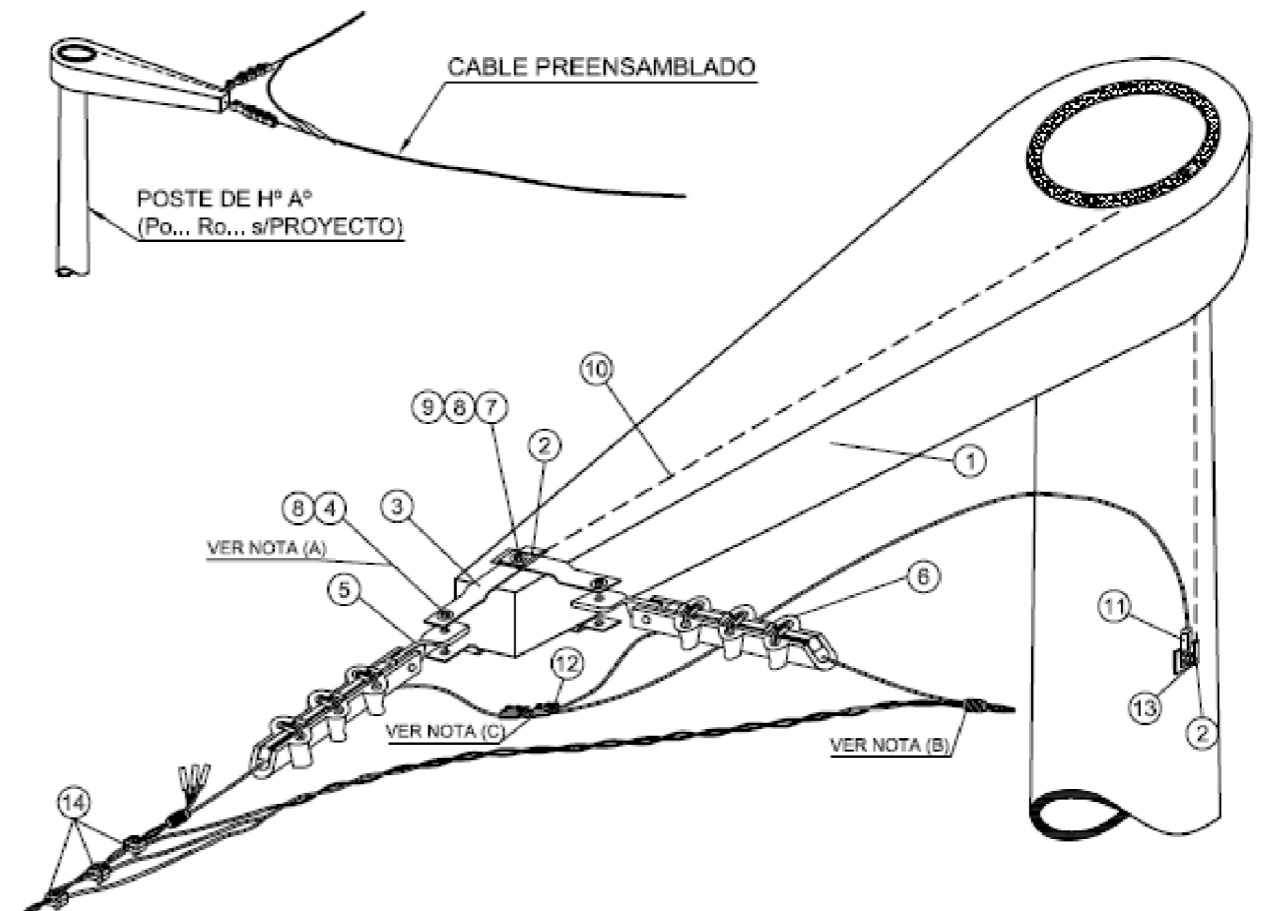 CABLE PREENSAMBLADO
POSTE DE Hº Aº
(Po... Ro... s/PROYECTO)
10
9 8 7
2
1
8 4
3
VER NOTA (A)
5
6
11
12
VER NOTA (C)
VER NOTA (B)
13
2
14